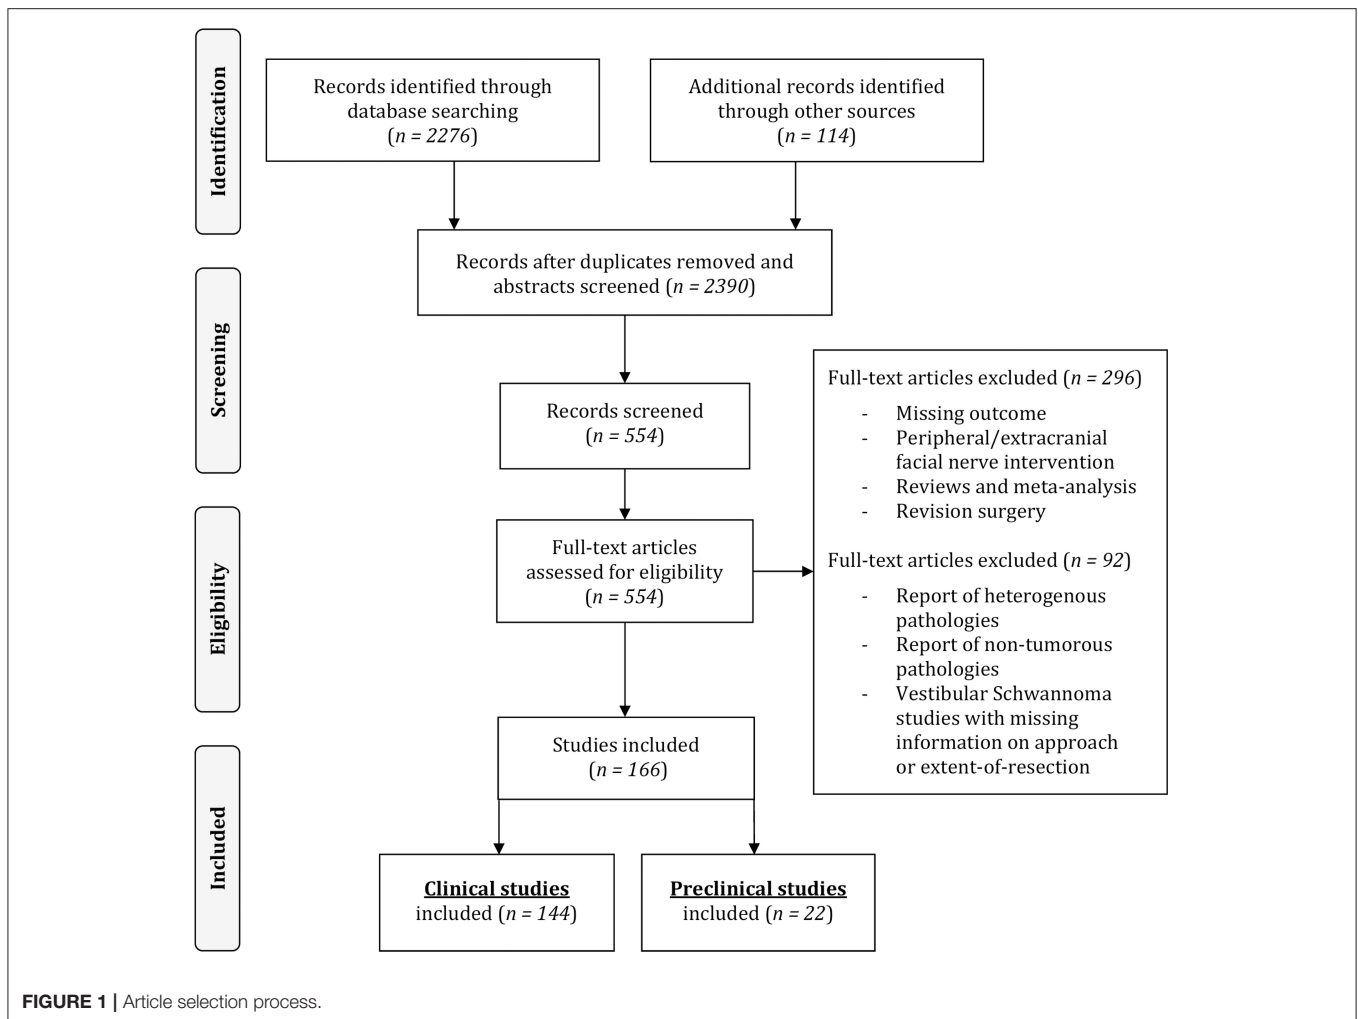 Identification
Records identified through
database searching
(n = 2276)
Additional records identified
through other sources
(n = 114)
Screening
Records after duplicates removed and
abstracts screened (n = 2390)
Records screened
(n = 554)
Eligibility
Full-text articles
assessed for eligibility
(n = 554)
Full-text articles excluded (n = 296)
- Missing outcome
- Peripheral/extracranial
facial nerve intervention
- Reviews and meta-analysis
- Revision surgery
Full-text articles excluded (n = 92)
- Report of heterogenous
pathologies
- Report of non-tumorous
pathologies
- Vestibular Schwannoma
studies with missing
information on approach
or extent-of-resection
Included
Studies included
(n = 166)
Clinical studies
included (n = 144)
Preclinical studies
included (n = 22)
FIGURE 1 | Article selection process.